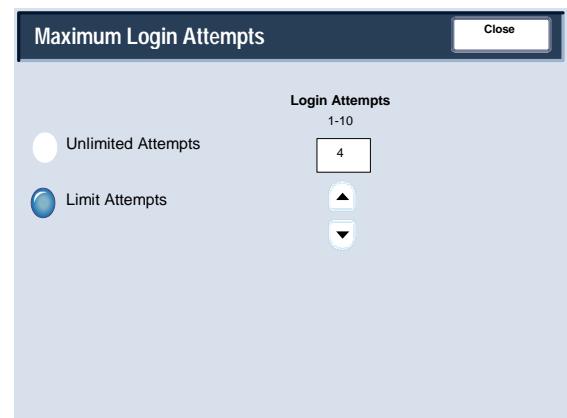 Maximum Login Attempts
Close
Login Attempts
1-10
Unlimited Attempts
4
Limit Attempts